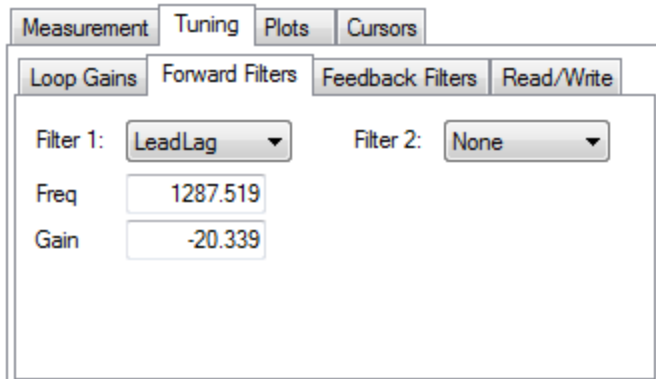 Measurement Tuning Plots Cursors
Loop Gains Forward Filters Feedback Filters Read/Write
Filter 1: LeadLag Filter 2: None
Freq 1287.519
Gain -20.339